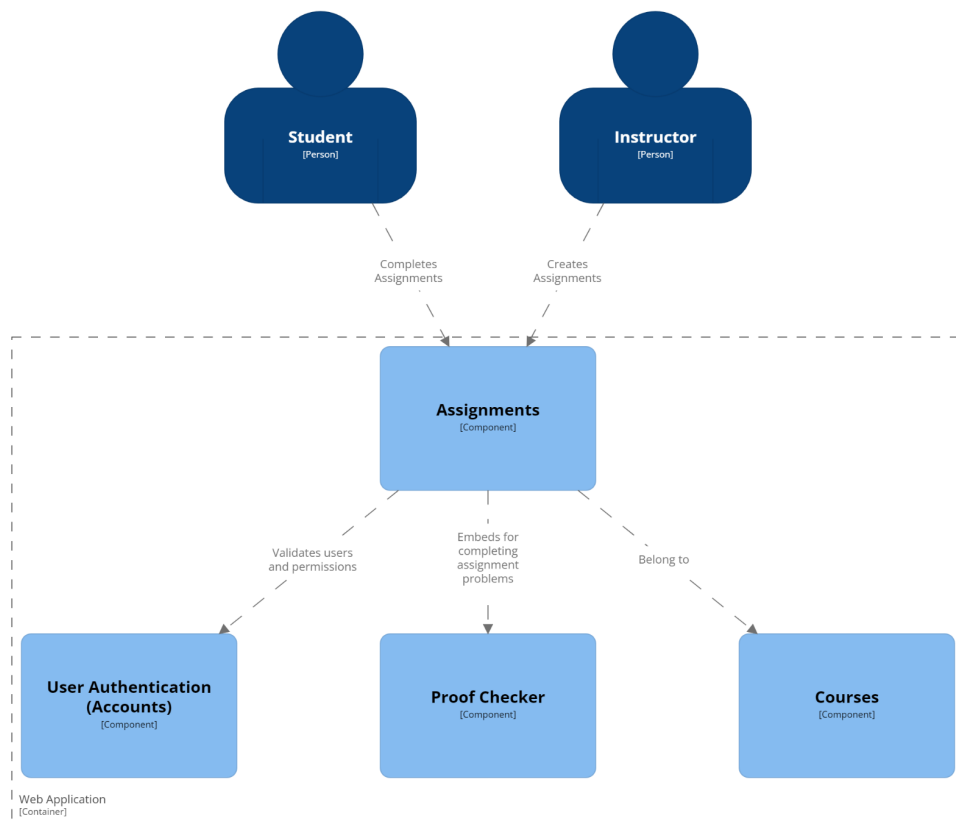 Student
[Person]
Instructor
[Person]
Completes
Assignments
Creates
Assignments
Assignments
[Component]
Validates users
and permissions
Embeds for
completing
assignment
problems
Belong to
User Authentication
(Accounts)
[Component]
Proof Checker
[Component]
Courses
[Component]
Web Application
[Container]